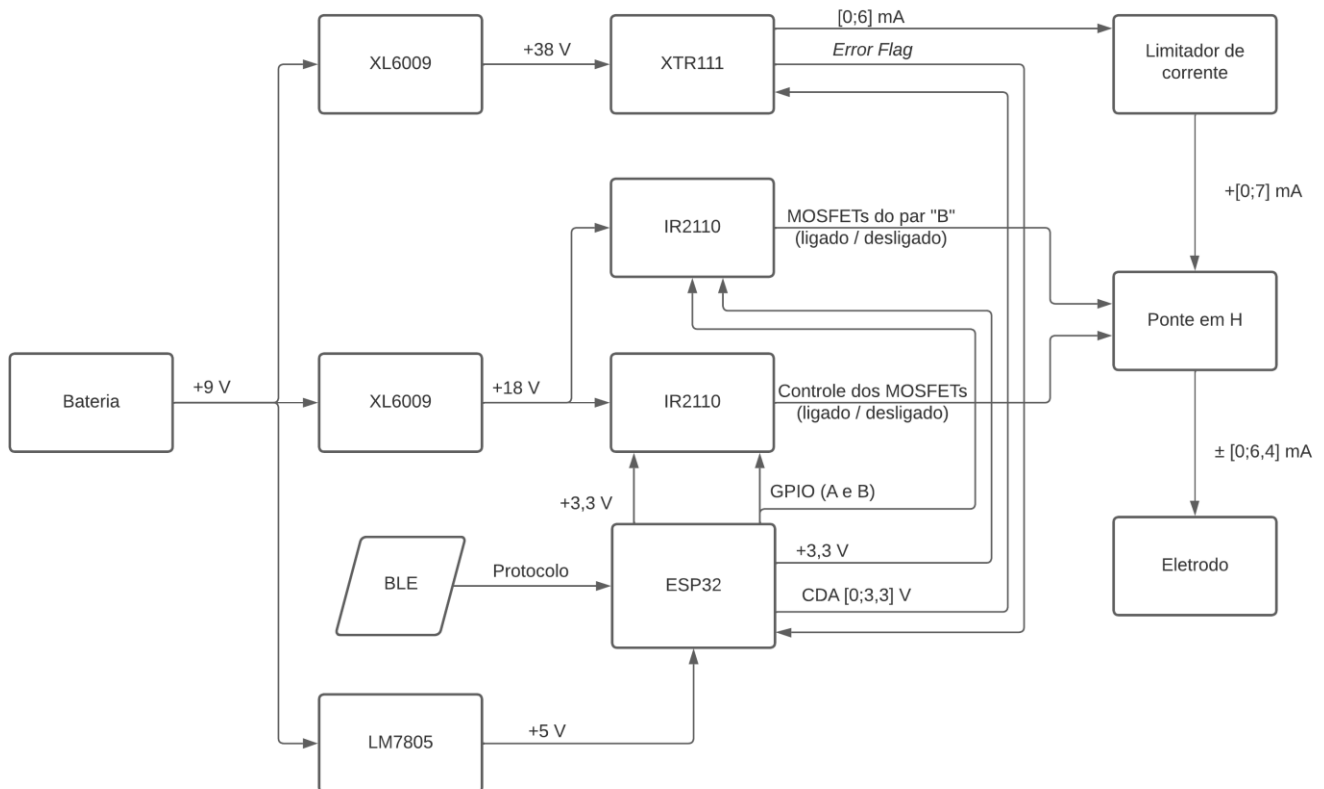 [0;6] mA
XL6009
+38 V
XTR111
Error Flag
Limitador de
corrente
+[0;7] mA
IR2110
MOSFETs do par "B"
(ligado / desligado)
Ponte em H
Bateria
+9 V
XL6009
+18 V
IR2110
Controle dos MOSFETs
(ligado / desligado)
± [0;6,4] mA
+3,3 V
GPIO (A e B)
BLE
Protocolo
ESP32
+3,3 V
CDA [0;3,3] V
Eletrodo
LM7805
+5 V